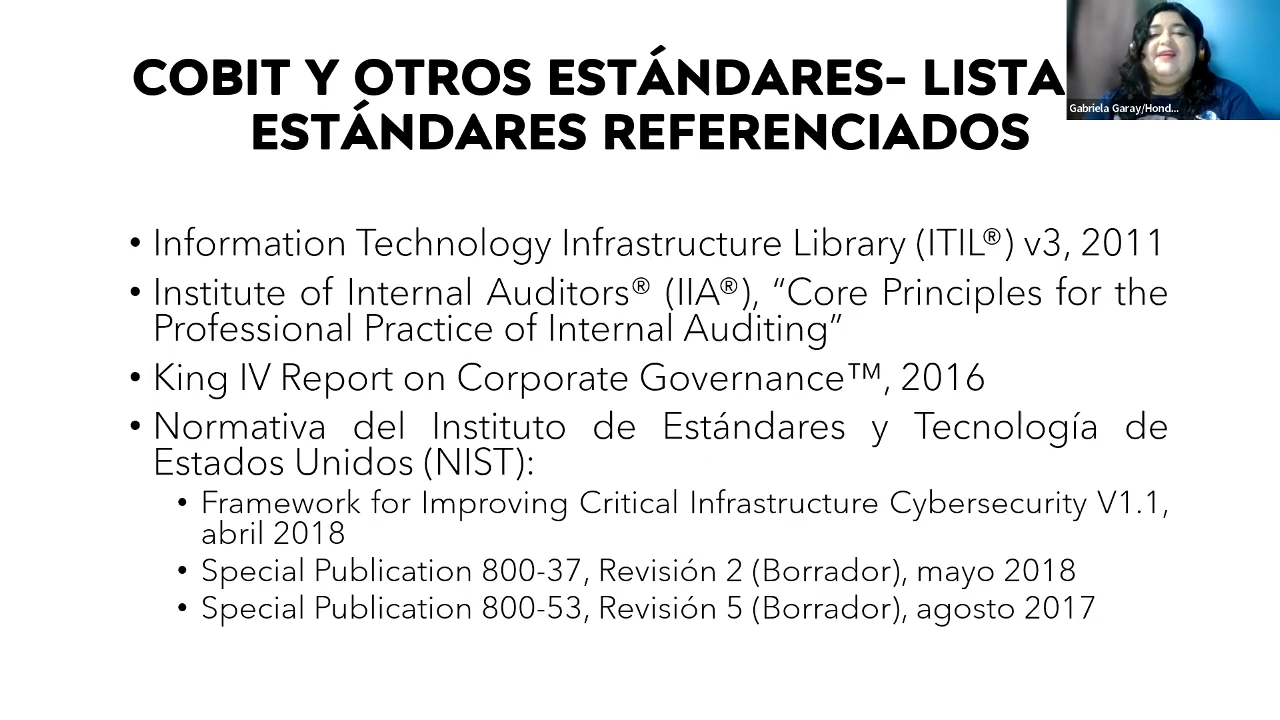 COBIT Y OTROS ESTÁNDARES- LISTA
ESTÁNDARES REFERENCIADOS
Gabriela Garay/Hond...
• Information Technology Infrastructure Library (ITIL®) v3, 2011
• Institute of Internal Auditors® (IIA®), “Core Principles for the
Professional Practice of Internal Auditing”
• King IV Report on Corporate Governance™, 2016
• Normativa del Instituto de Estándares y Tecnología de
Estados Unidos (NIST):
• Framework for Improving Critical Infrastructure Cybersecurity V1.1,
abril 2018
• Special Publication 800-37, Revisión 2 (Borrador), mayo 2018
• Special Publication 800-53, Revisión 5 (Borrador), agosto 2017